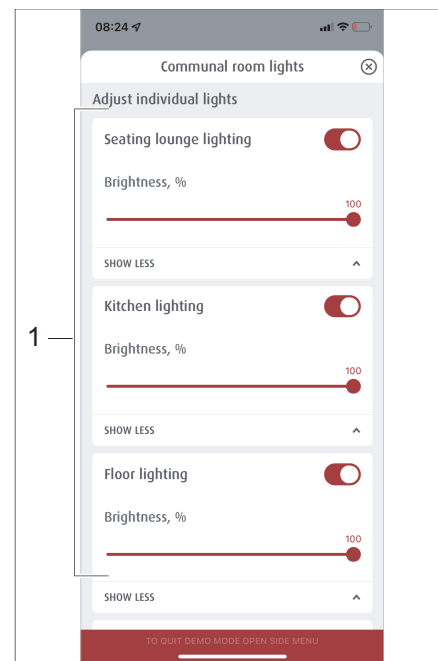 08:24
Communal room lights
Adjust individual lights
Seating lounge lighting
Brightness, %
100
SHOW LESS
Kitchen lighting
Brightness, %
100
SHOW LESS
1
Floor lighting
Brightness, %
100
SHOW LESS
TO QUIT DEMO MODE OPEN SIDE MENU